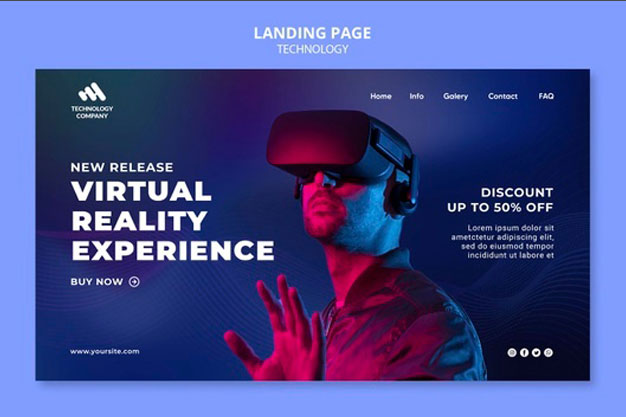 LANDING PAGE
TECHNOLOGY
TECHNOLOGY
COMPANY
Home Info Galery Contact FAQ
NEW RELEASE
VIRTUAL
REALITY
EXPERIENCE
BUY NOW
DISCOUNT
UP TO 50% OFF
Lorem ipsum dolor sit
ametctetur adipiscing elit,
sed do eiusmod tempor
incididunt ut labore et
www.yoursite.com